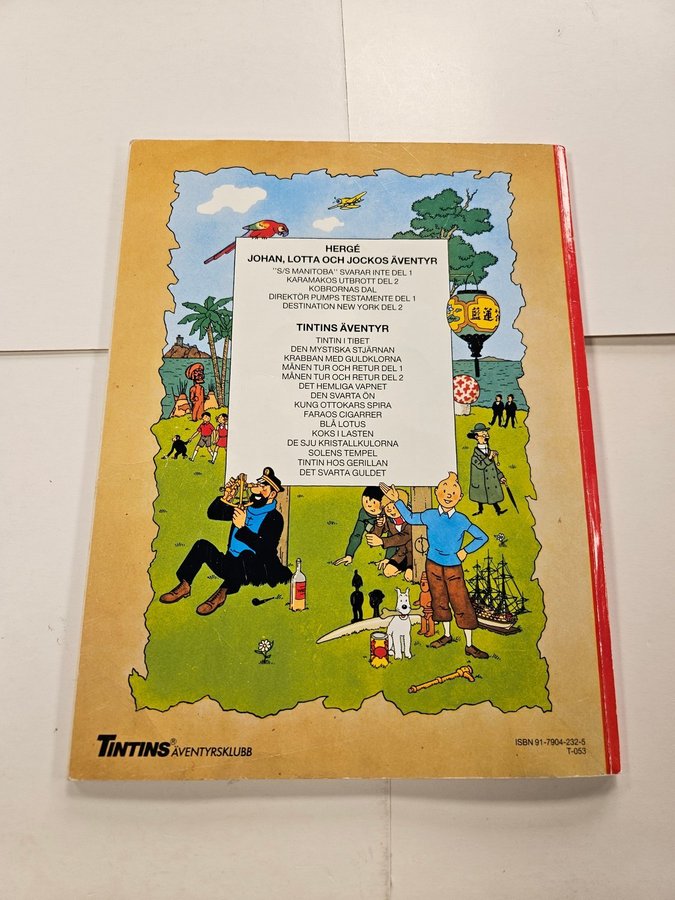 HERGÉ
JOHAN, LOTTA OCH JOCKOS ÄVENTYR
"S/S MANITOBA" SVARAR INTE DEL 1
KARAMAKOS UTBROTT DEL 2
KOBRORNAS DAL
DIREKTÖR PUMPS TESTAMENTE DEL 1
DESTINATION NEW YORK DEL 2
TINTINS ÄVENTYR
TINTIN I TIBET
DEN MYSTISKA STJÄRNAN
KRABBAN MED GULDKLORNA
MÅNEN TUR OCH RETUR DEL 1
MÅNEN TUR OCH RETUR DEL 2
DET HEMLIGA VAPNET
DEN SVARTA ÖN
KUNG OTTOKARS SPIRA
FARAOS CIGARRER
BLÅ LOTUS
KOKS I LASTEN
DE SJU KRISTALLKULORNA
SOLENS TEMPEL
TINTIN HOS GERILLAN
DET SVARTA GULDET
TINTINS® ÄVENTYRSKLUBB
ISBN 91-7904-232-5
T-053